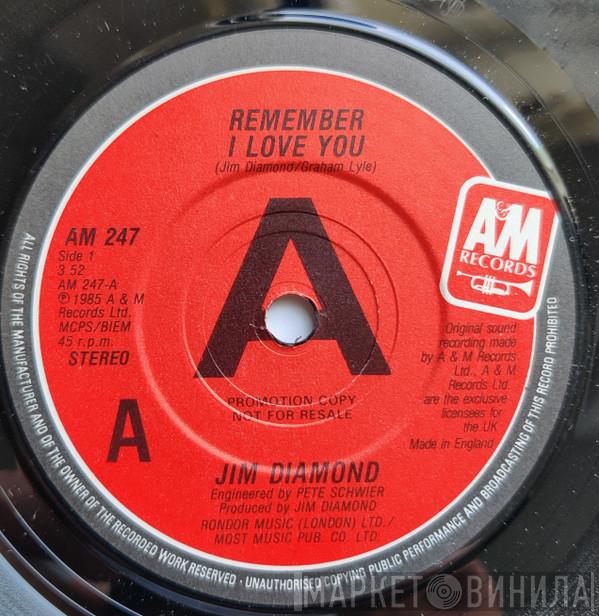 REMEMBER
I LOVE YOU
(Jim Diamond/Graham Lyle)
AM 247
Side 1
3.52
AM 247-A
℗ 1985 A & M
Records Ltd.
MCPS/BIEM
45 r.p.m.
STEREO
A
A
PROMOTION COPY
NOT FOR RESALE
A&M
RECORDS
Original sound
recording made
by A & M Records
Ltd., A & M
Records Ltd.
are the exclusive
licensees for
the UK
Made in England
JIM DIAMOND
Engineered by PETE SCHWIER
Produced by JIM DIAMOND
RONDOR MUSIC (LONDON) LTD./
MOST MUSIC PUB. CO. LTD.
ALL RIGHTS OF THE MANUFACTURER AND OF THE OWNER OF THE RECORDED WORK RESERVED · UNAUTHORISED COPYING PUBLIC PERFORMANCE AND BROADCASTING OF THIS RECORD PROHIBITED
МАРКЕТ ВИНИЛА